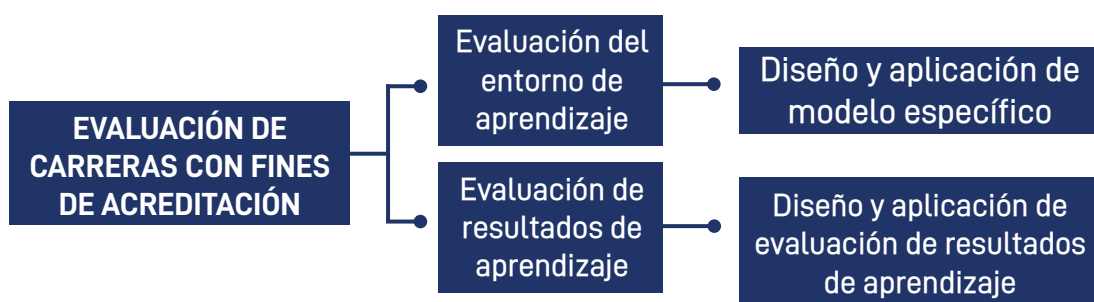 EVALUACIÓN DE
CARRERAS CON FINES
DE ACREDITACIÓN
Evaluación del
entorno de
aprendizaje
Diseño y aplicación de
modelo específico
Evaluación de
resultados de
aprendizaje
Diseño y aplicación de
evaluación de resultados
de aprendizaje